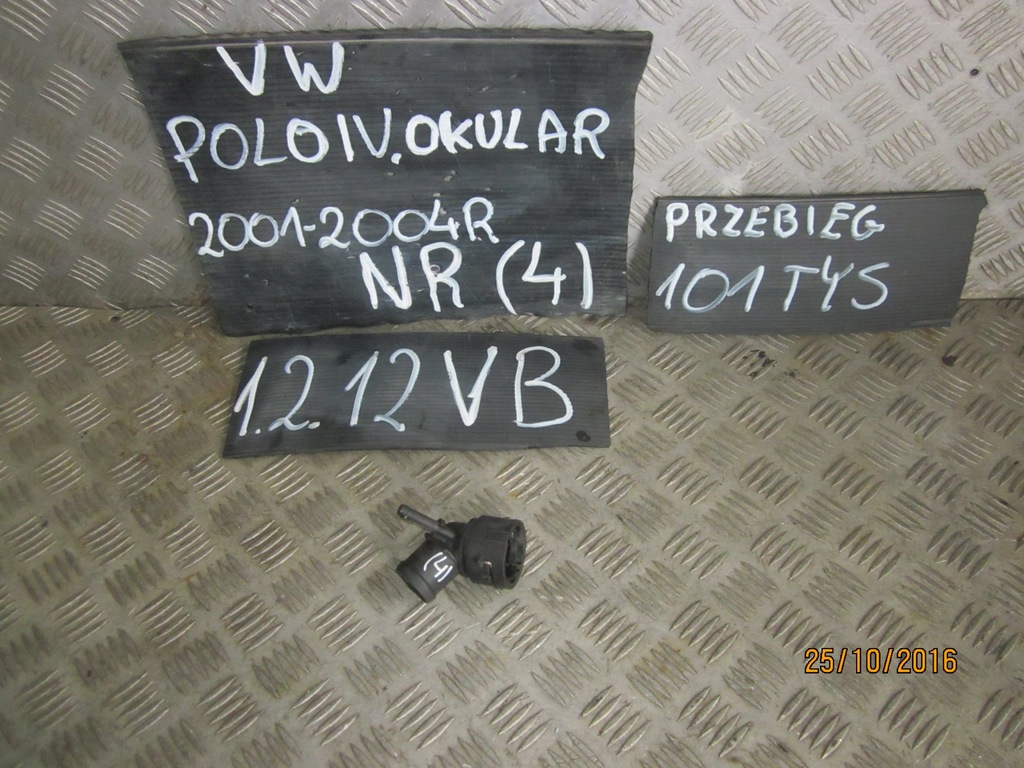 VW
POLO IV. OKULAR
2001-2004R
NR (4)
PRZEBIEG
101 TYS
1.2. 12 VB
(4)
25/10/2016